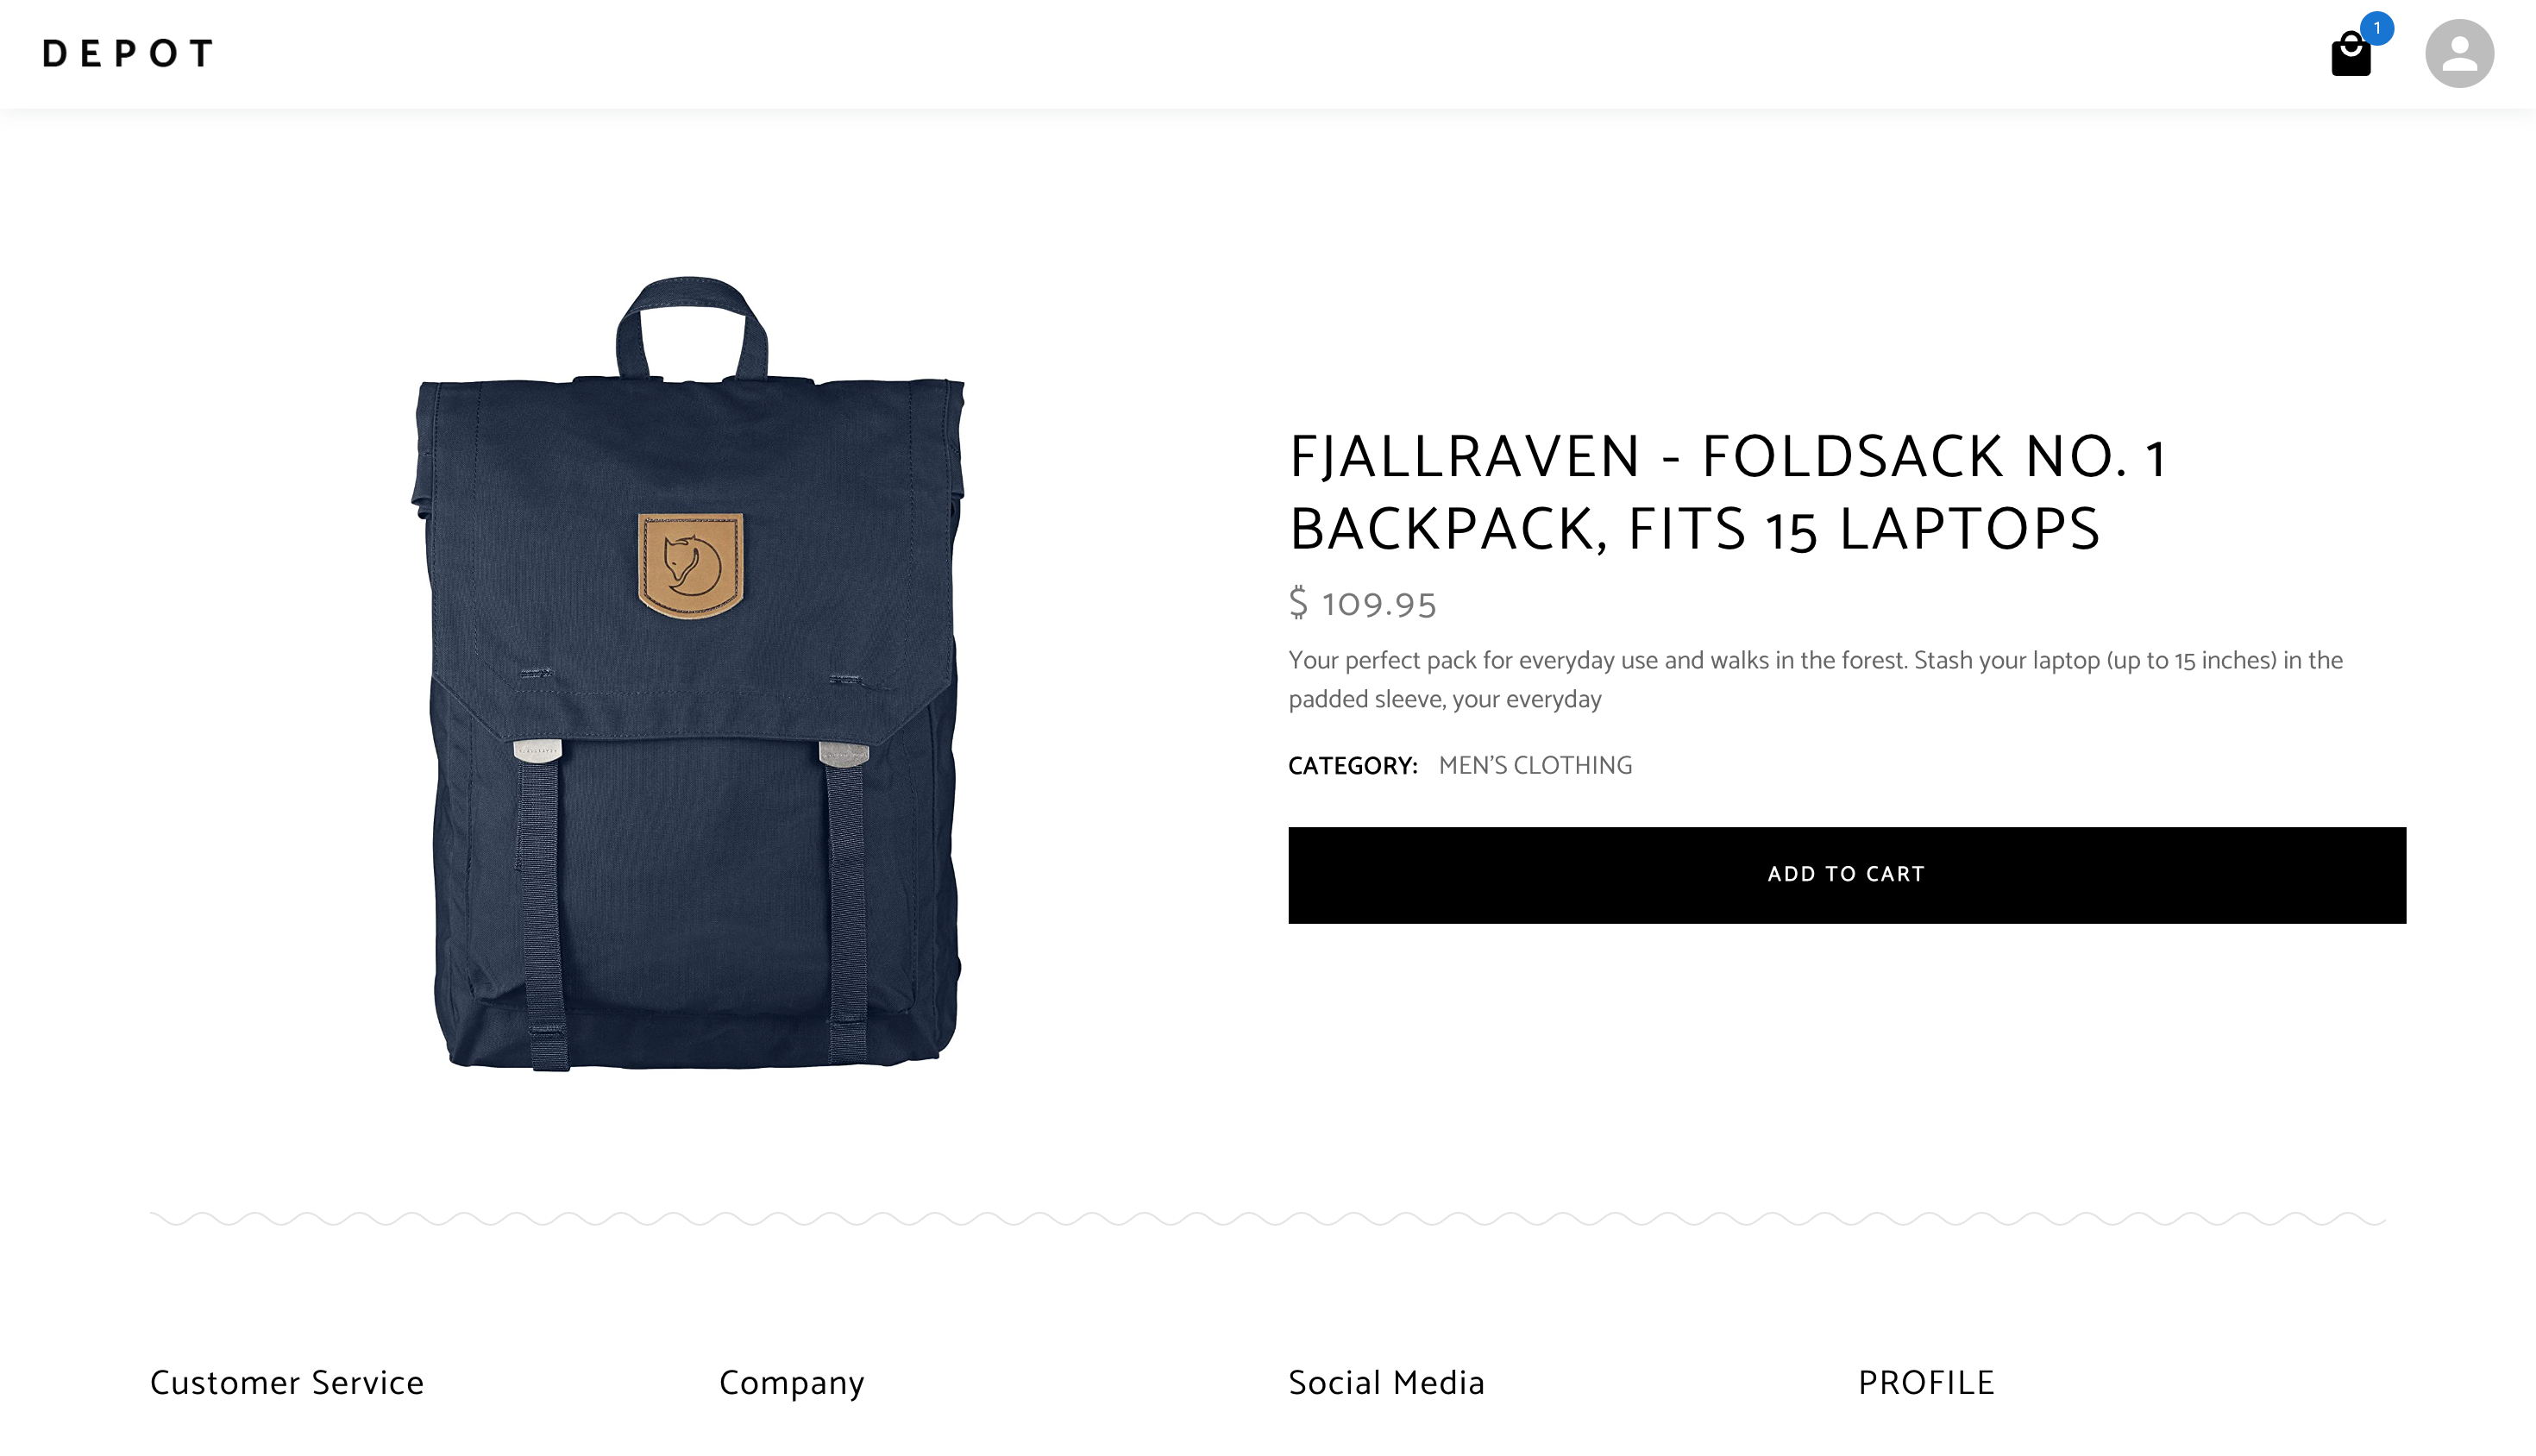 DEPOT
1
FJALLRAVEN - FOLDSACK NO. 1
BACKPACK, FITS 15 LAPTOPS
$ 109.95
Your perfect pack for everyday use and walks in the forest. Stash your laptop (up to 15 inches) in the
padded sleeve, your everyday
CATEGORY: MEN'S CLOTHING
ADD TO CART
Customer Service
Company
Social Media
PROFILE